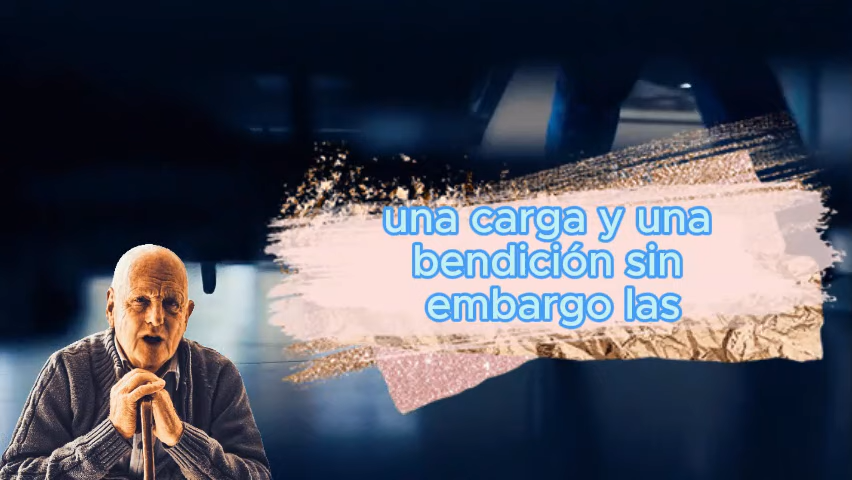 una carga y una
bendición sin
embargo las